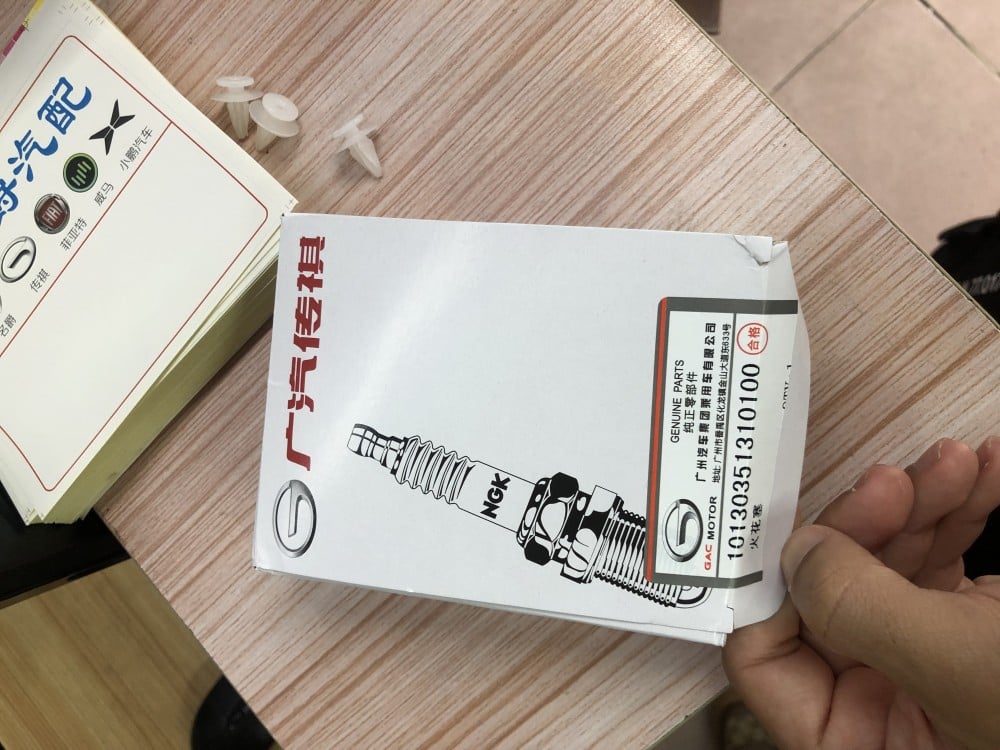 好汽配
名爵
传祺
菲亚特
威马
小鹏汽车
FIAT
广汽传祺
NGK
GENUINE PARTS
纯正零部件
广州汽车集团乘用车有限公司
地址: 广州市番禺区化龙镇金山大道东633号
合格
GAC MOTOR
10130351310100
火花塞